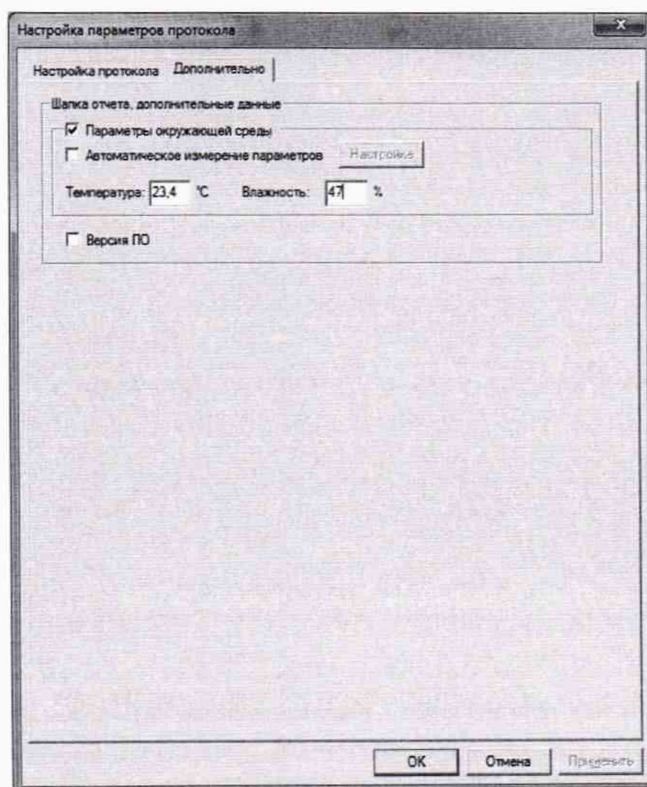 Настройка параметров протокола
Настройка протокола Дополнительно
Шапка отчета, дополнительные данные
Параметры окружающей среды
Автоматическое измерение параметров Настройка
Температура: 23,4 °C Влажность: 47 %
Версия ПО
OK Отмена Применить